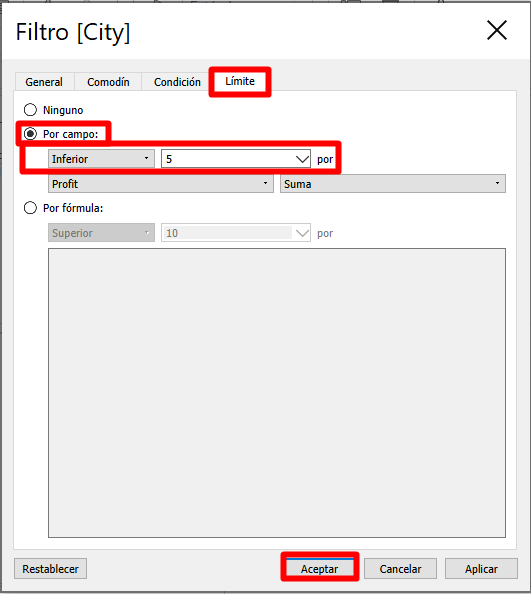 Filtro [City]
General Comodín Condición Límite
Ninguno
Por campo:
Inferior 5 por
Profit Suma
Por fórmula:
Superior 10 por
Restablecer Aceptar Cancelar Aplicar